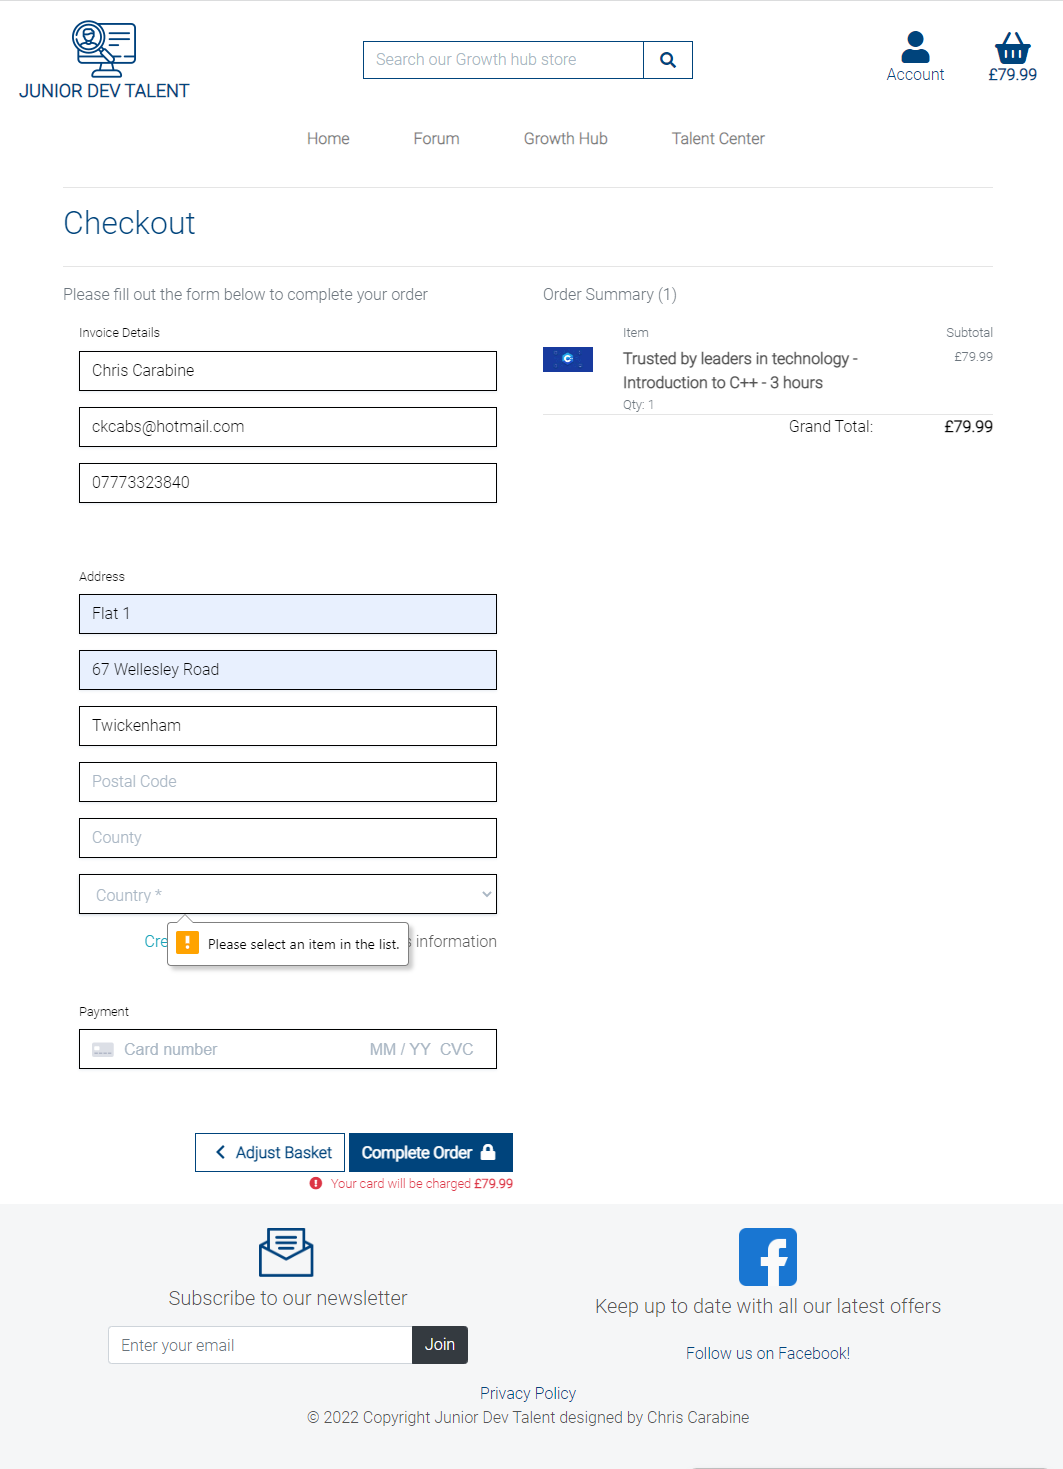 JUNIOR DEV TALENT
Search our Growth hub store
Account
£79.99
Home Forum Growth Hub Talent Center
Checkout
Please fill out the form below to complete your order
Invoice Details
Chris Carabine
ckcabs@hotmail.com
07773323840
Address
Flat 1
67 Wellesley Road
Twickenham
Postal Code
County
Country *
Please select an item in the list.
Cre
information
Payment
Card number MM / YY CVC
Adjust Basket Complete Order
Your card will be charged £79.99
Order Summary (1)
Item Subtotal
Trusted by leaders in technology - £79.99
Introduction to C++ - 3 hours
Qty: 1
Grand Total: £79.99
Subscribe to our newsletter
Enter your email Join
Keep up to date with all our latest offers
Follow us on Facebook!
Privacy Policy
© 2022 Copyright Junior Dev Talent designed by Chris Carabine